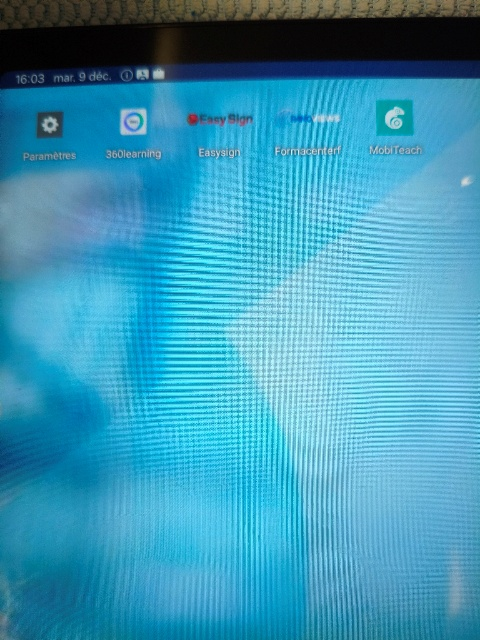 16:03 mar. 9 déc.
Easy Sign
Paramètres 360learning Easysign Formacenterf MobiTeach